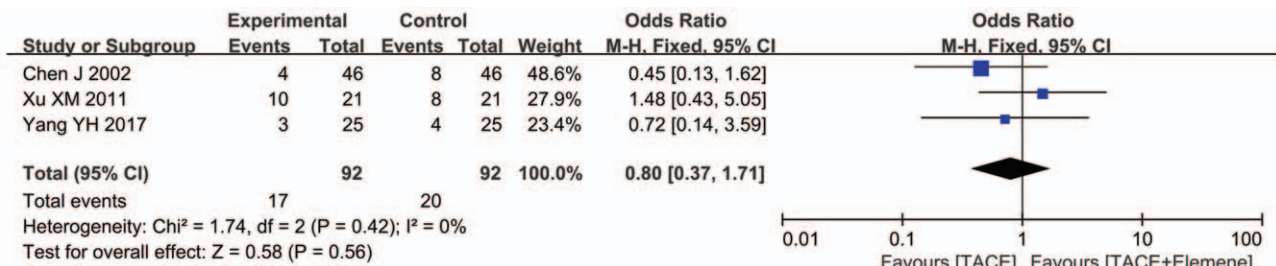 Experimental Control Odds Ratio Odds Ratio
Study or Subgroup Events Total Events Total Weight M-H, Fixed, 95% CI M-H, Fixed, 95% CI
Chen J 2002 4 46 8 46 48.6% 0.45 [0.13, 1.62]
Xu XM 2011 10 21 8 21 27.9% 1.48 [0.43, 5.05]
Yang YH 2017 3 25 4 25 23.4% 0.72 [0.14, 3.59]
Total (95% CI) 92 92 100.0% 0.80 [0.37, 1.71]
Total events 17 20
Heterogeneity: Chi² = 1.74, df = 2 (P = 0.42); I² = 0%
Test for overall effect: Z = 0.58 (P = 0.56)
0.01 0.1 1 10 100
Favours [TACE] Favours [TACE+Elemene]